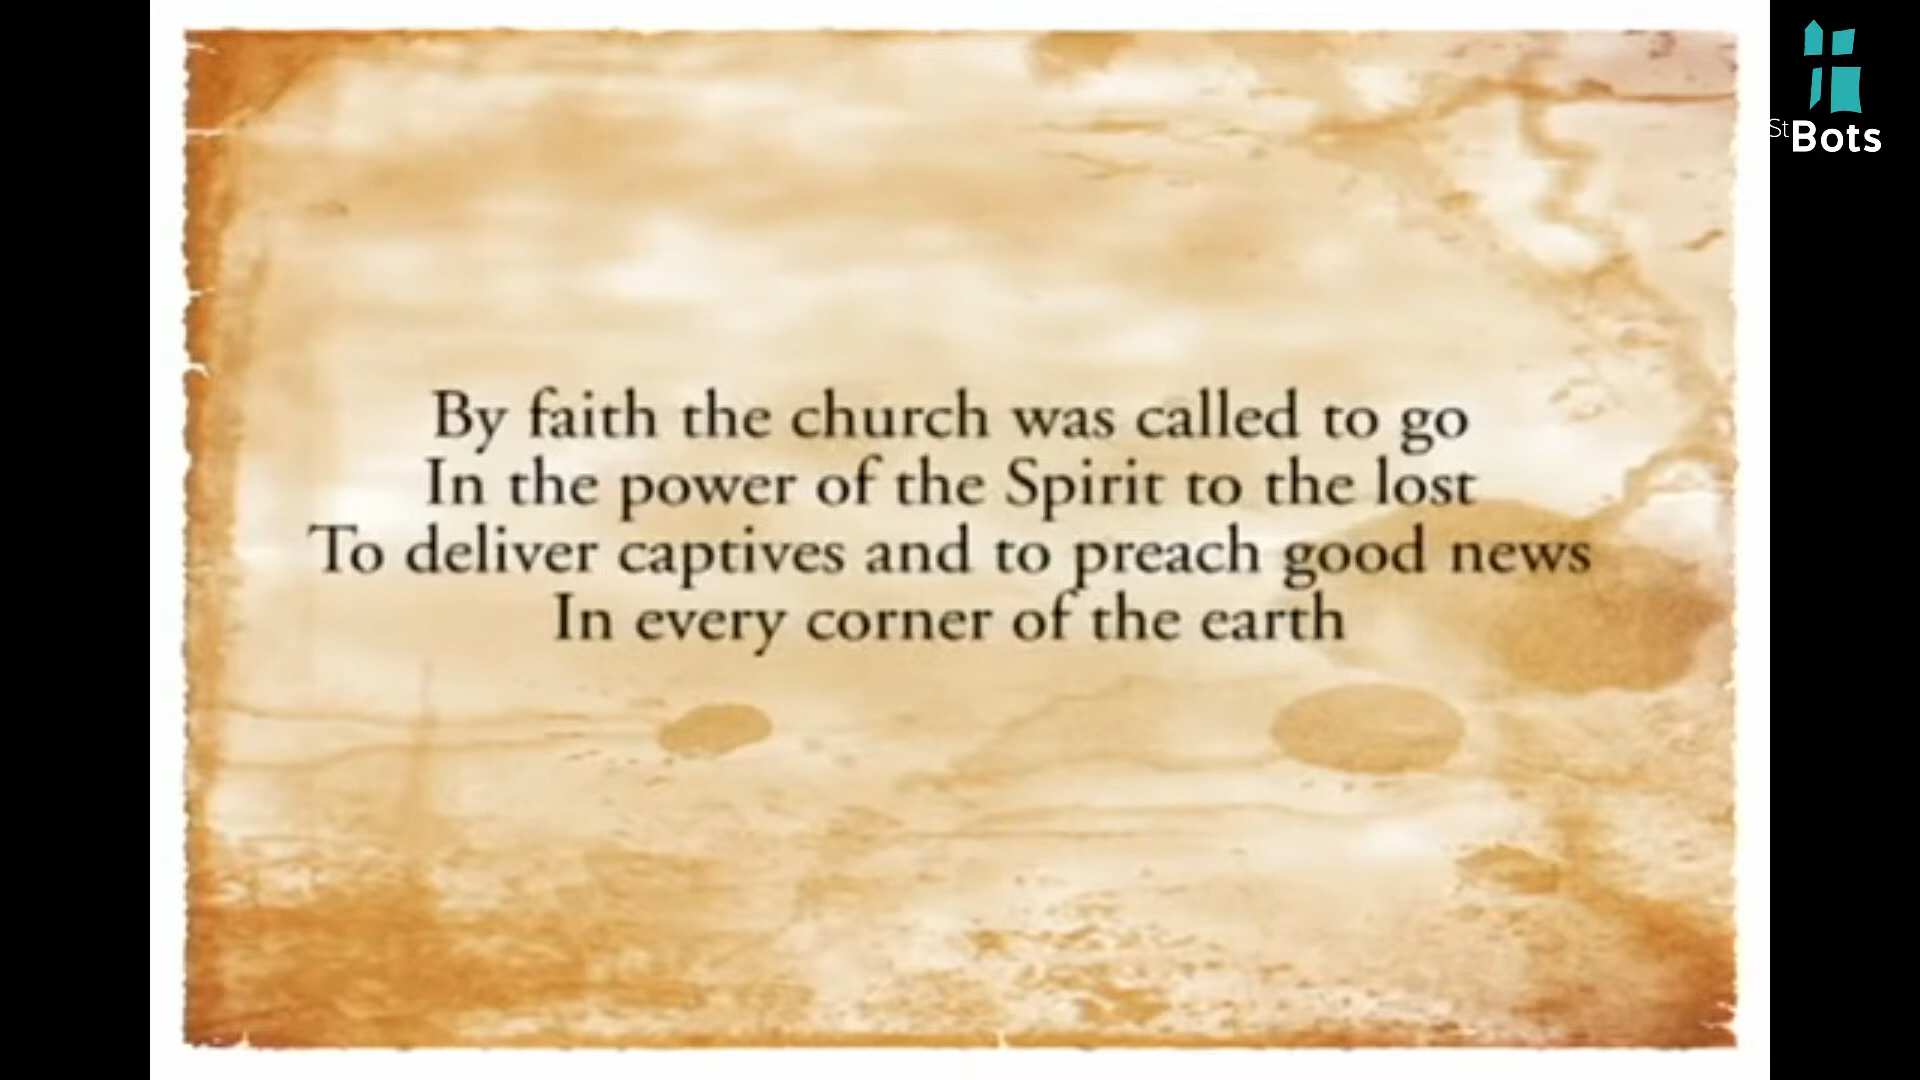 By faith the church was called to go
In the power of the Spirit to the lost
To deliver captives and to preach good news
In every corner of the earth
St Bots